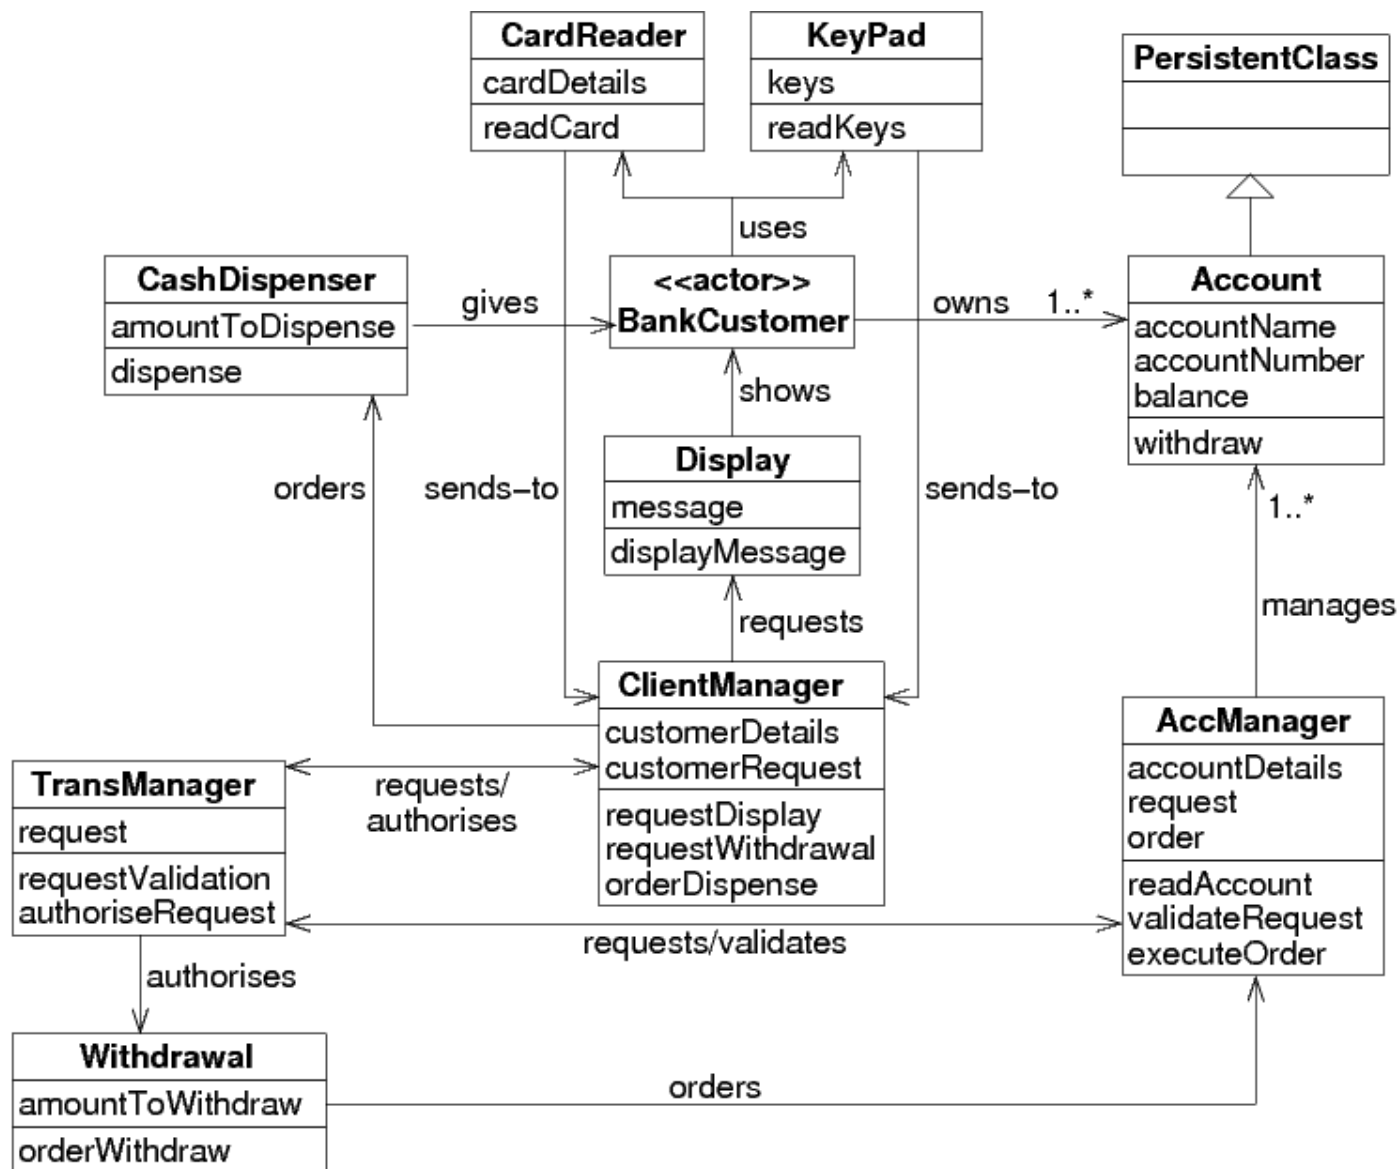 CardReader
cardDetails
readCard
KeyPad
keys
readKeys
PersistentClass
uses
CashDispenser
amountToDispense
dispense
gives
<<actor>>
BankCustomer
owns
1..*
Account
accountName
accountNumber
balance
withdraw
shows
orders
sends-to
Display
message
displayMessage
sends-to
1..*
requests
manages
ClientManager
customerDetails
customerRequest
requestDisplay
requestWithdrawal
orderDispense
AccManager
accountDetails
request
order
readAccount
validateRequest
executeOrder
TransManager
request
requestValidation
authoriseRequest
requests/
authorises
requests/validates
authorises
Withdrawal
amountToWithdraw
orderWithdraw
orders